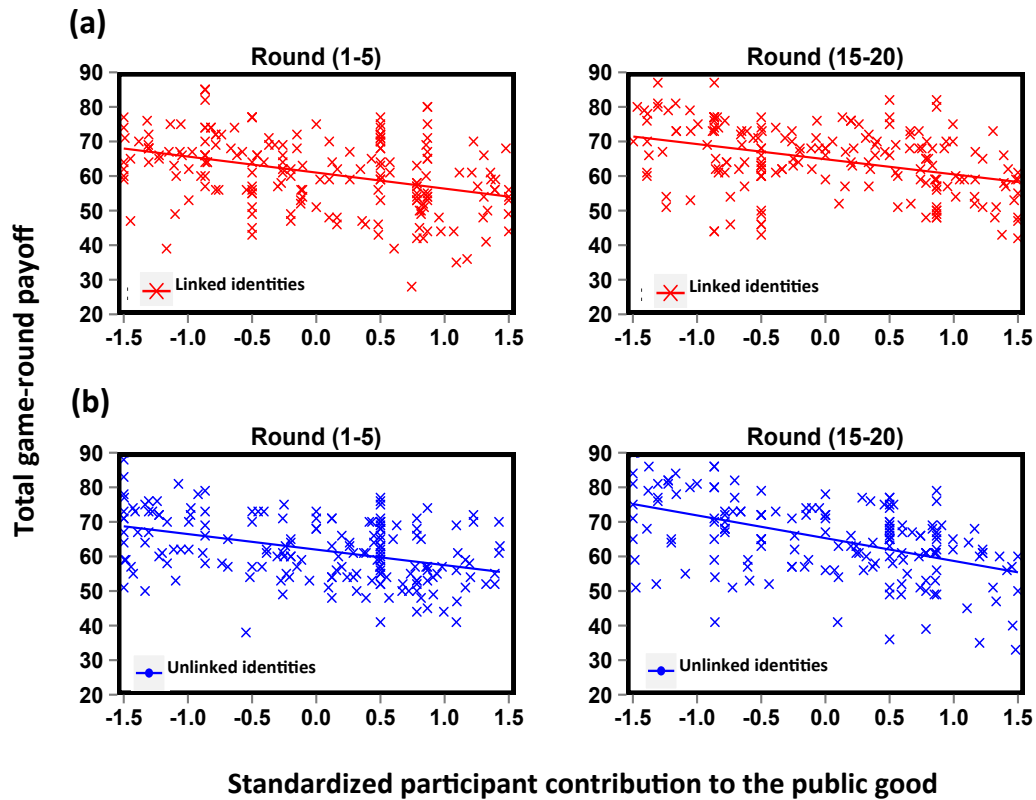 (a)
Total game-round payoff
Round (1-5)
90
80
70
60
50
40
30
20
Linked identities
-1.5 -1.0 -0.5 0.0 0.5 1.0 1.5
Round (15-20)
90
80
70
60
50
40
30
20
Linked identities
-1.5 -1.0 -0.5 0.0 0.5 1.0 1.5
(b)
Round (1-5)
90
80
70
60
50
40
30
20
Unlinked identities
-1.5 -1.0 -0.5 0.0 0.5 1.0 1.5
Round (15-20)
90
80
70
60
50
40
30
20
Unlinked identities
-1.5 -1.0 -0.5 0.0 0.5 1.0 1.5
Standardized participant contribution to the public good